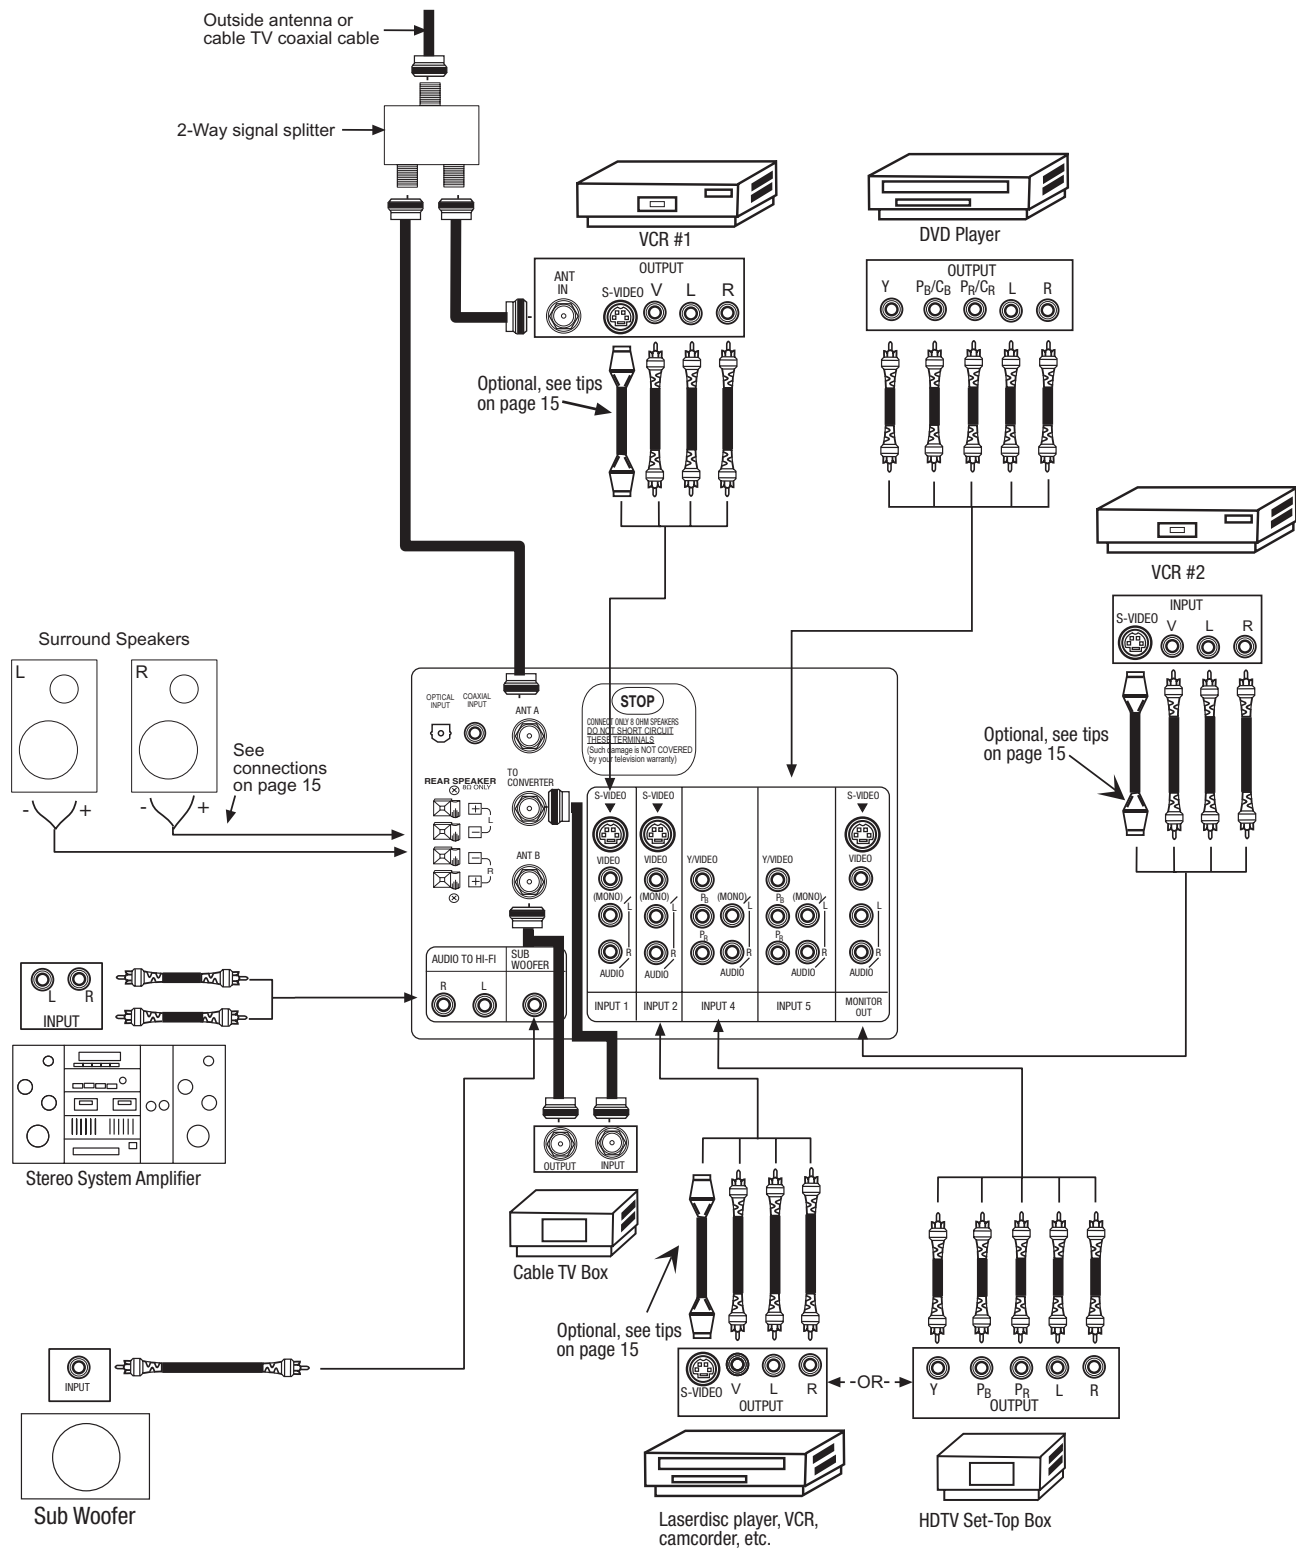 Outside antenna or
cable TV coaxial cable
2-Way signal splitter
VCR #1
OUTPUT
ANT
IN
S-VIDEO V L R
Optional, see tips
on page 15
DVD Player
OUTPUT
Y PB/CB PR/CR L R
VCR #2
INPUT
S-VIDEO V L R
Optional, see tips
on page 15
Surround Speakers
L R
- + - +
See
connections
on page 15
OPTICAL
INPUT
COAXIAL
INPUT
ANT A
STOP
CONNECT ONLY 8 OHM SPEAKERS
DO NOT SHORT CIRCUIT
THESE TERMINALS
(Such damage is NOT COVERED
by your television warranty)
REAR SPEAKER
8Ω ONLY
+
-
L
-
+
R
TO
CONVERTER
ANT B
S-VIDEO
VIDEO
(MONO)
L
R
AUDIO
INPUT 1
S-VIDEO
VIDEO
(MONO)
L
R
AUDIO
INPUT 2
Y/VIDEO
PB (MONO)
L
PB
R
AUDIO
INPUT 4
Y/VIDEO
PB (MONO)
L
PB
R
AUDIO
INPUT 5
S-VIDEO
VIDEO
L
R
AUDIO
MONITOR
OUT
AUDIO TO HI-FI
R L
SUB
WOOFER
L R
INPUT
Stereo System Amplifier
OUTPUT INPUT
Cable TV Box
INPUT
Sub Woofer
Optional, see tips
on page 15
S-VIDEO V L R
OUTPUT
-OR-
Y PB PR L R
OUTPUT
Laserdisc player, VCR,
camcorder, etc.
HDTV Set-Top Box